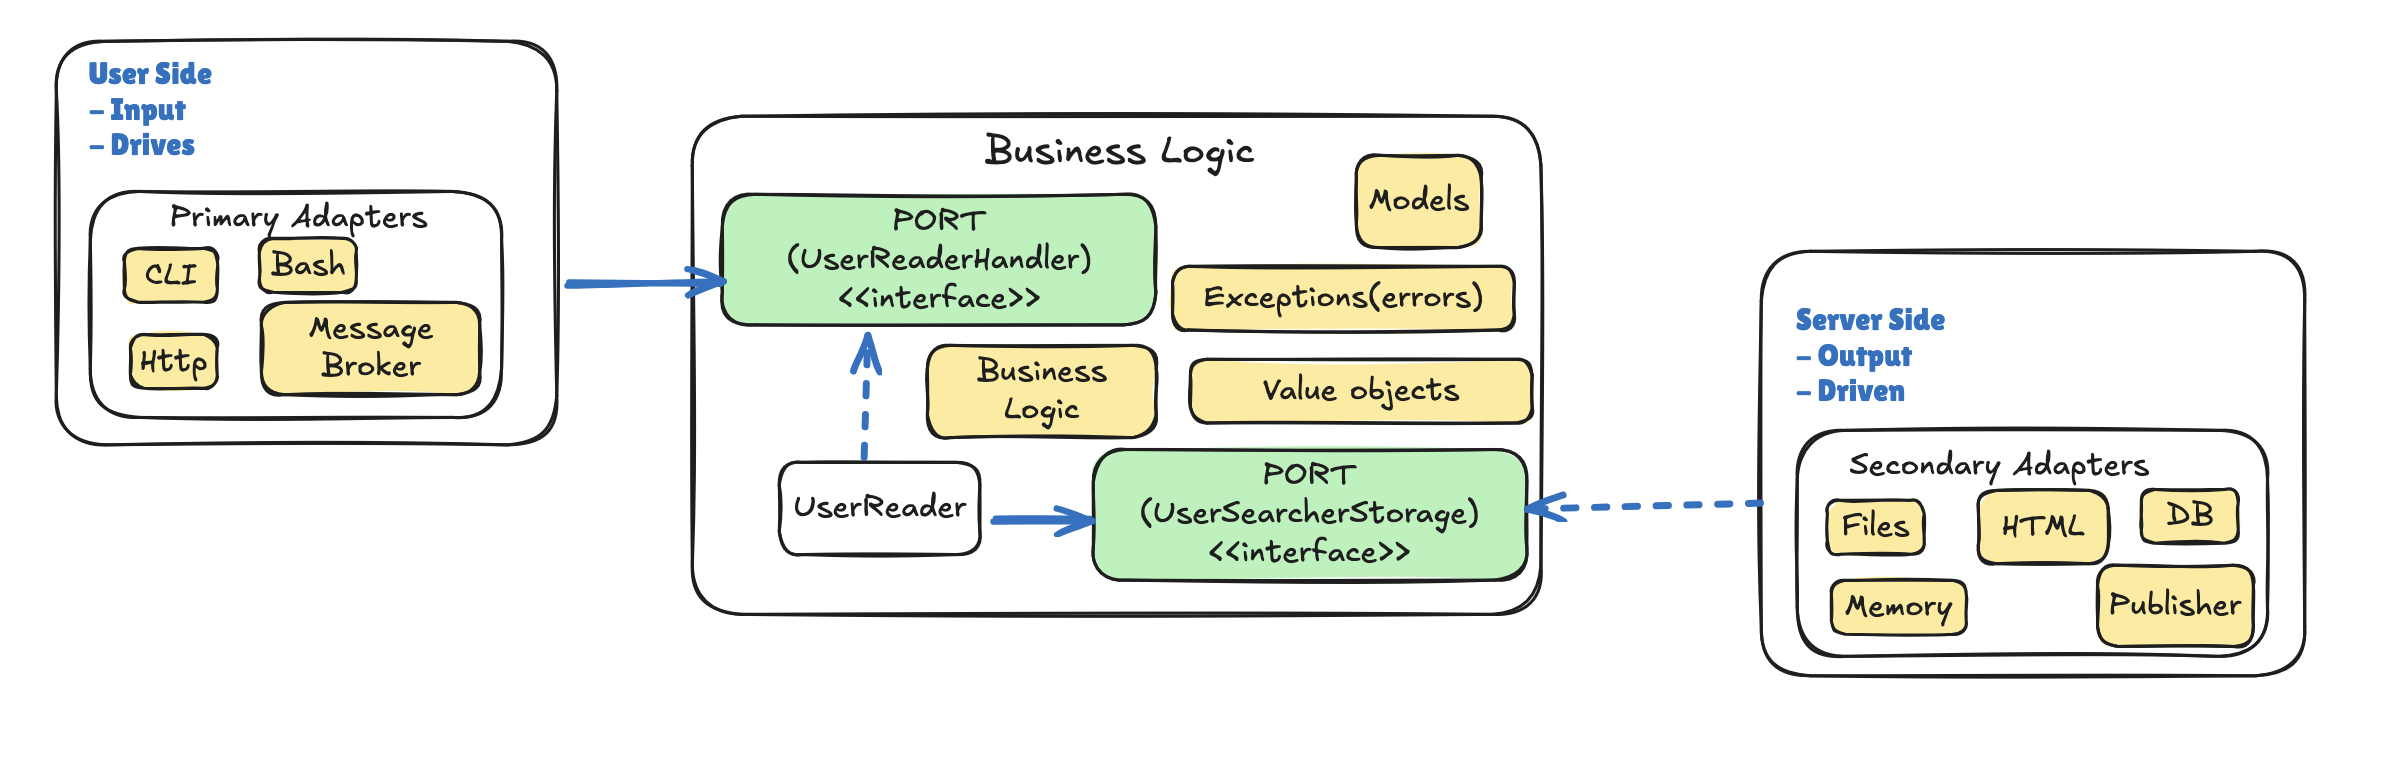 User Side
– Input
– Drives
Primary Adapters
CLI
Bash
Http
Message
Broker
Business Logic
PORT
(UserReaderHandler)
<<interface>>
Models
Exceptions(errors)
Business
Logic
Value objects
UserReader
PORT
(UserSearcherStorage)
<<interface>>
Server Side
– Output
– Driven
Secondary Adapters
Files
HTML
DB
Memory
Publisher